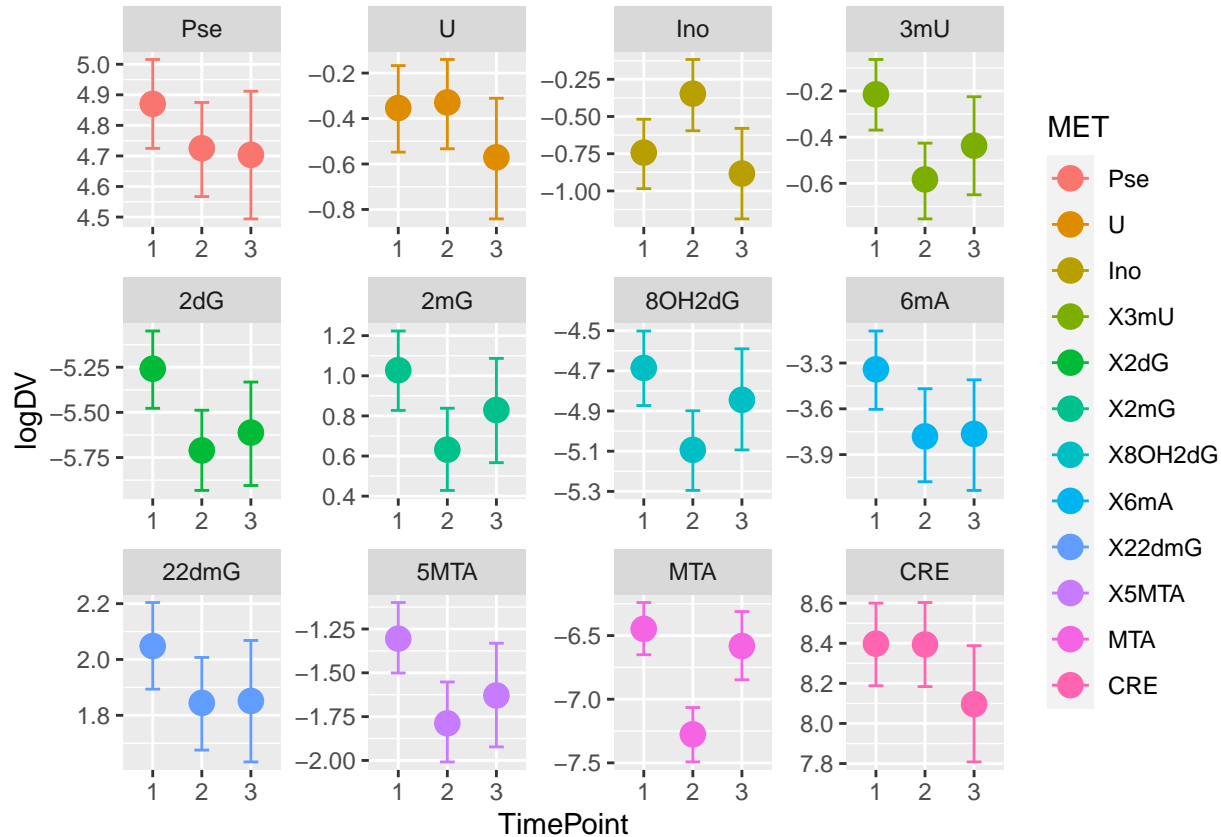 Pse U Ino 3mU
5.0
4.9
4.8
4.7
4.6
4.5
−0.2
−0.4
−0.6
−0.8
−0.25
−0.50
−0.75
−1.00
−0.2
−0.4
−0.6
1 2 3 1 2 3 1 2 3 1 2 3
2dG 2mG 8OH2dG 6mA
−5.25
−5.50
−5.75
1.2
1.0
0.8
0.6
0.4
−4.5
−4.7
−4.9
−5.1
−5.3
−3.3
−3.6
−3.9
1 2 3 1 2 3 1 2 3 1 2 3
22dmG 5MTA MTA CRE
2.2
2.0
1.8
−1.25
−1.50
−1.75
−2.00
−6.5
−7.0
−7.5
8.6
8.4
8.2
8.0
7.8
1 2 3 1 2 3 1 2 3 1 2 3
logDV
TimePoint
MET
Pse
U
Ino
X3mU
X2dG
X2mG
X8OH2dG
X6mA
X22dmG
X5MTA
MTA
CRE